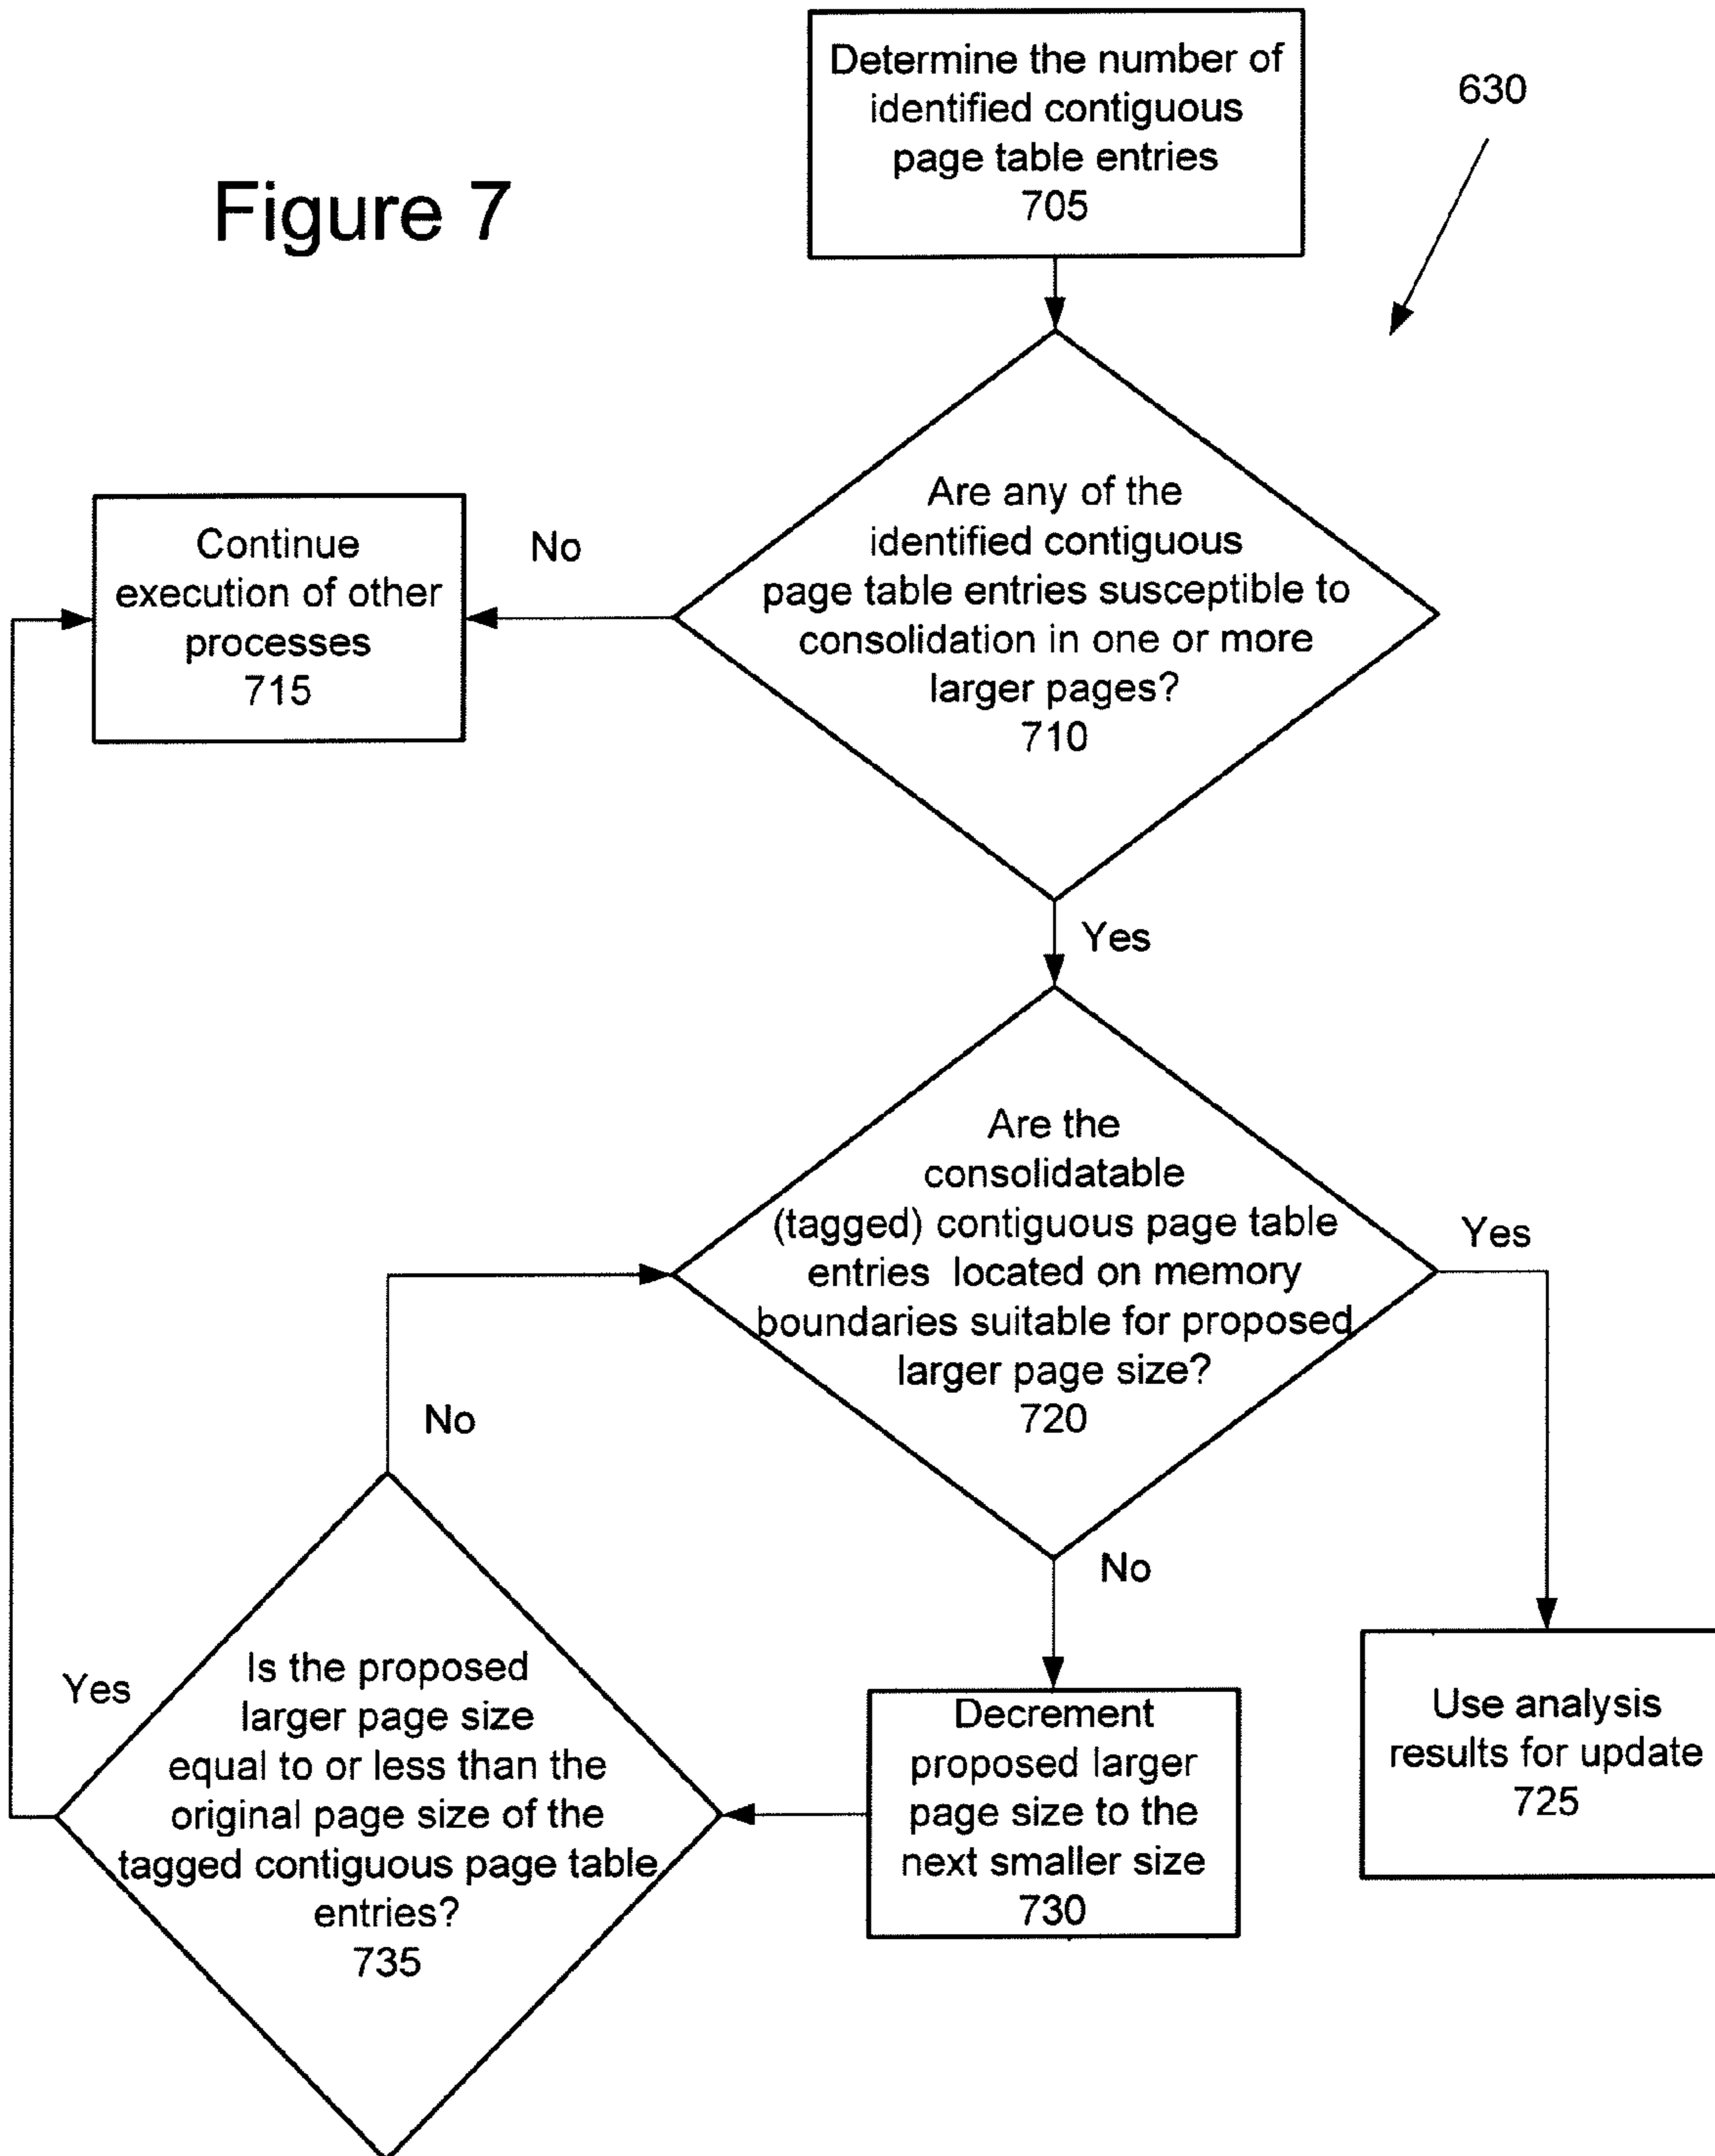 Figure 7
Determine the number of
identified contiguous
page table entries
705
630
Are any of the
identified contiguous
page table entries susceptible to
consolidation in one or more
larger pages?
710
No
Continue
execution of other
processes
715
Yes
Are the
consolidatable
(tagged) contiguous page table
entries located on memory
boundaries suitable for proposed
larger page size?
720
Yes
No
No
Use analysis
results for update
725
Decrement
proposed larger
page size to the
next smaller size
730
Yes
Is the proposed
larger page size
equal to or less than the
original page size of the
tagged contiguous page table
entries?
735